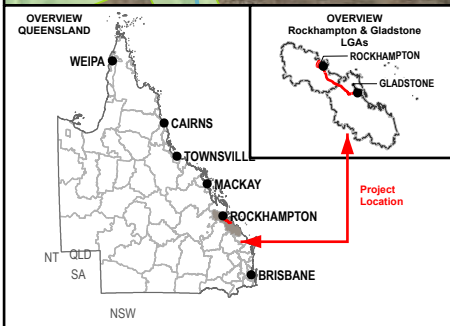 OVERVIEW
QUEENSLAND
WEIPA
CAIRNS
TOWNSVILLE
MACKAY
ROCKHAMPTON
BRISBANE
NT
QLD
SA
NSW
OVERVIEW
Rockhampton & Gladstone
LGAs
ROCKHAMPTON
GLADSTONE
Project
Location